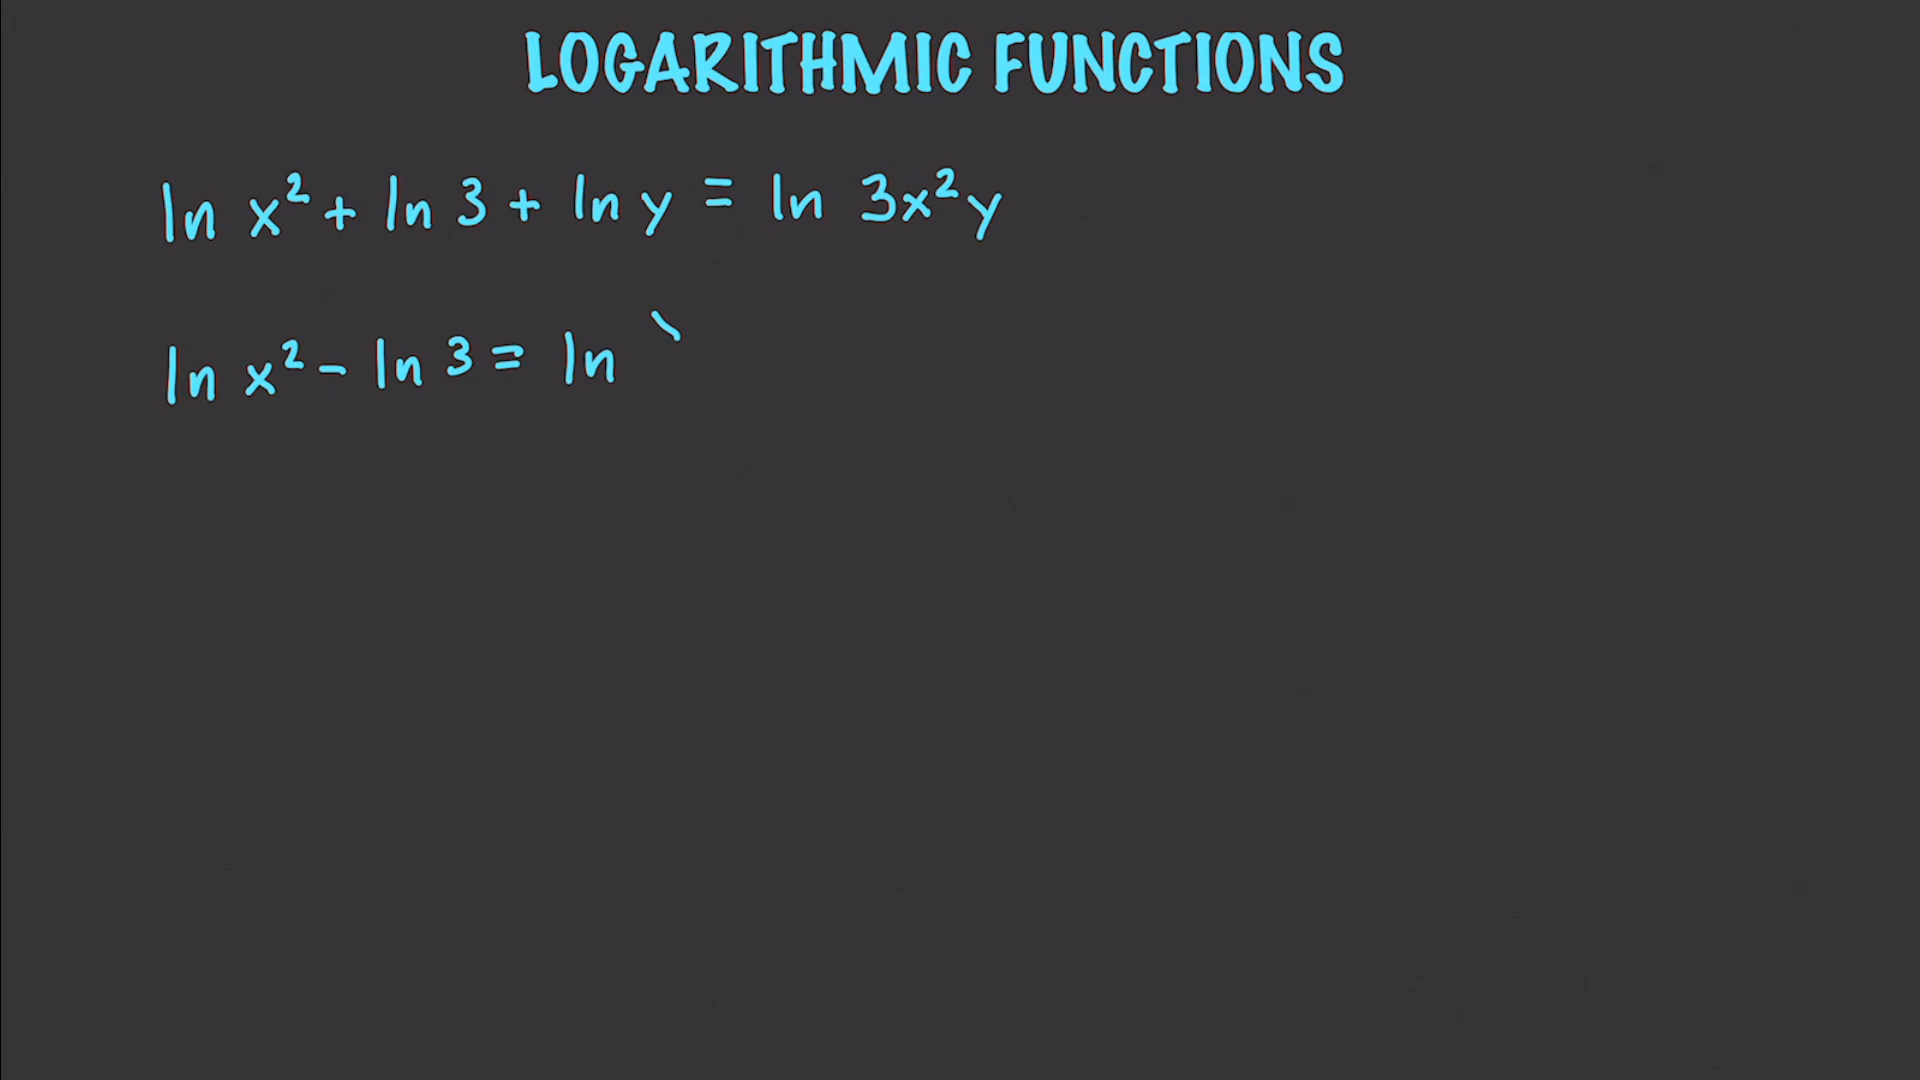 LOGARITHMIC FUNCTIONS
ln x² + ln 3 + ln y = ln 3x²y
ln x² - ln 3 = ln